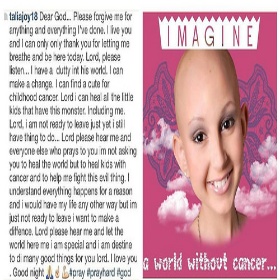 taliajoy18 Dear God... Please forgive me for
anything and everything I've done. I live you
and I can only ony thank you for letting me
breathe and be here today. Lord, please
listen... I have a dutty int his world. I can
make a change. I can find a cute for
childhood cancer. Lord i can heal all the little
kids that have this monster. Including me.
Lord, i am not ready to leave just yet i still
have thing to do... Lord please hear me and
everyone else who prays to you im not asking
you to heal the world but to heal kids with
cancer and to help me fight this evil thing. I
understand everything happens for a reason
and i would have my life any other way but im
just not ready to leave i want to make a
diffence. Lord please hear me and let the
world here me i am special and i am destine
to di many good things for you lord. I love you
. Good night #pray #prayhard #god
IMAGINE
a world without cancer